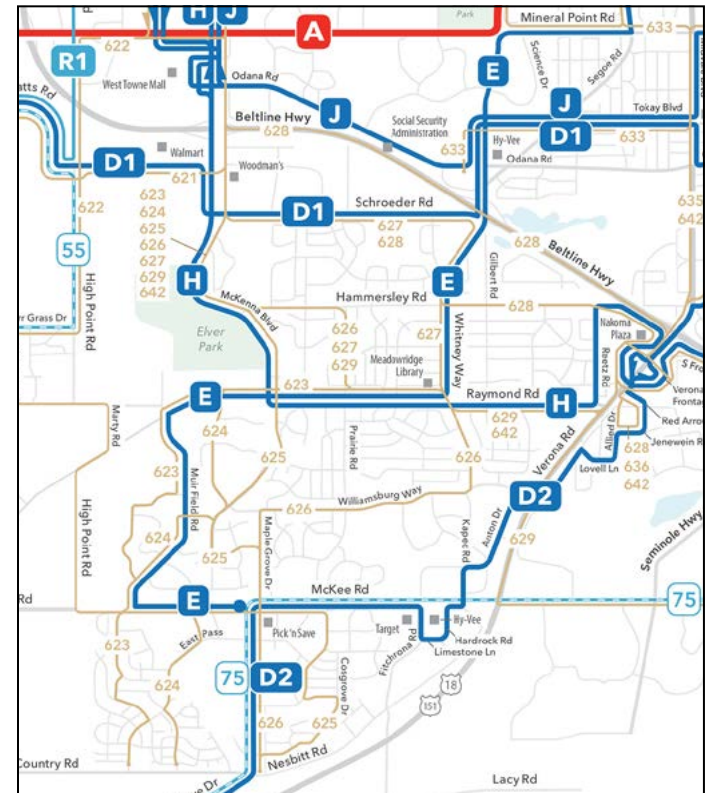 H J
Park
Mineral Point Rd
A
633
622
R1
Science Dr
Segoe Rd
E
West Towne Mall
Odana Rd
J
Tokay Blvd
Beltline Hwy
628
J
Social Security
Administration
D1
633
633
Hy-Vee
Odana Rd
Walmart
D1
621
Woodman's
623
624
625
626
627
629
642
622
D1
Schroeder Rd
627
628
635
642
55
628
Beltline Hwy
High Point Rd
H
E
Gilbert Rd
McKenna Blvd
Hammersley Rd
628
Elver
Park
626
627
629
627
Whitney Way
Nakoma
Plaza
Reetz Rd
Meadowridge
Library
623
E
Raymond Rd
H
Verona
629
642
Marty Rd
624
625
Prairie Rd
626
Verona Rd
Allied Dr
Lovell Ln
628
636
642
623
Muir Field Rd
High Point Rd
624
625
626
Williamsburg Way
D2
Maple Grove Dr
Kapec Rd
Anton Dr
629
Seminole Hwy
McKee Rd
E
75
Rd
Pick 'n Save
Target
Hy-Vee
Hardrock Rd
Limestone Ln
Fitchrona Rd
East Pass
623
624
75
D2
Cosgrove Dr
626
625
18
151
Nesbitt Rd
Country Rd
Lacy Rd